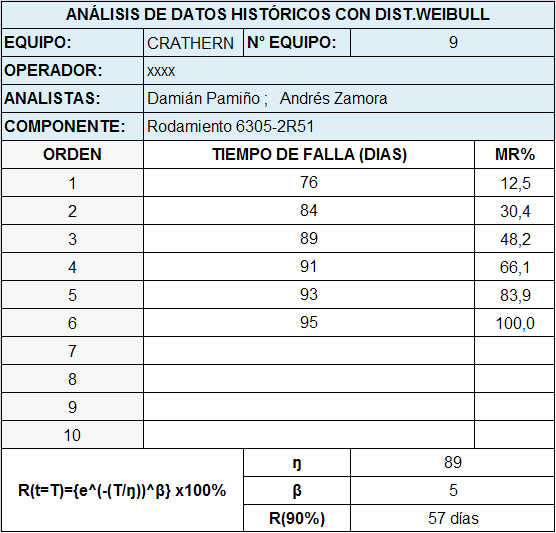 ANÁLISIS DE DATOS HISTÓRICOS CON DIST.WEIBULL
EQUIPO: CRATHERN N° EQUIPO: 9
OPERADOR: xxxx
ANALISTAS: Damián Pamiño ; Andrés Zamora
COMPONENTE: Rodamiento 6305-2R51
ORDEN TIEMPO DE FALLA (DIAS) MR%
1 76 12,5
2 84 30,4
3 89 48,2
4 91 66,1
5 93 83,9
6 95 100,0
7
8
9
10
R(t=T)={e^(-(T/ŋ))^β} x100%
ŋ 89
β 5
R(90%) 57 días